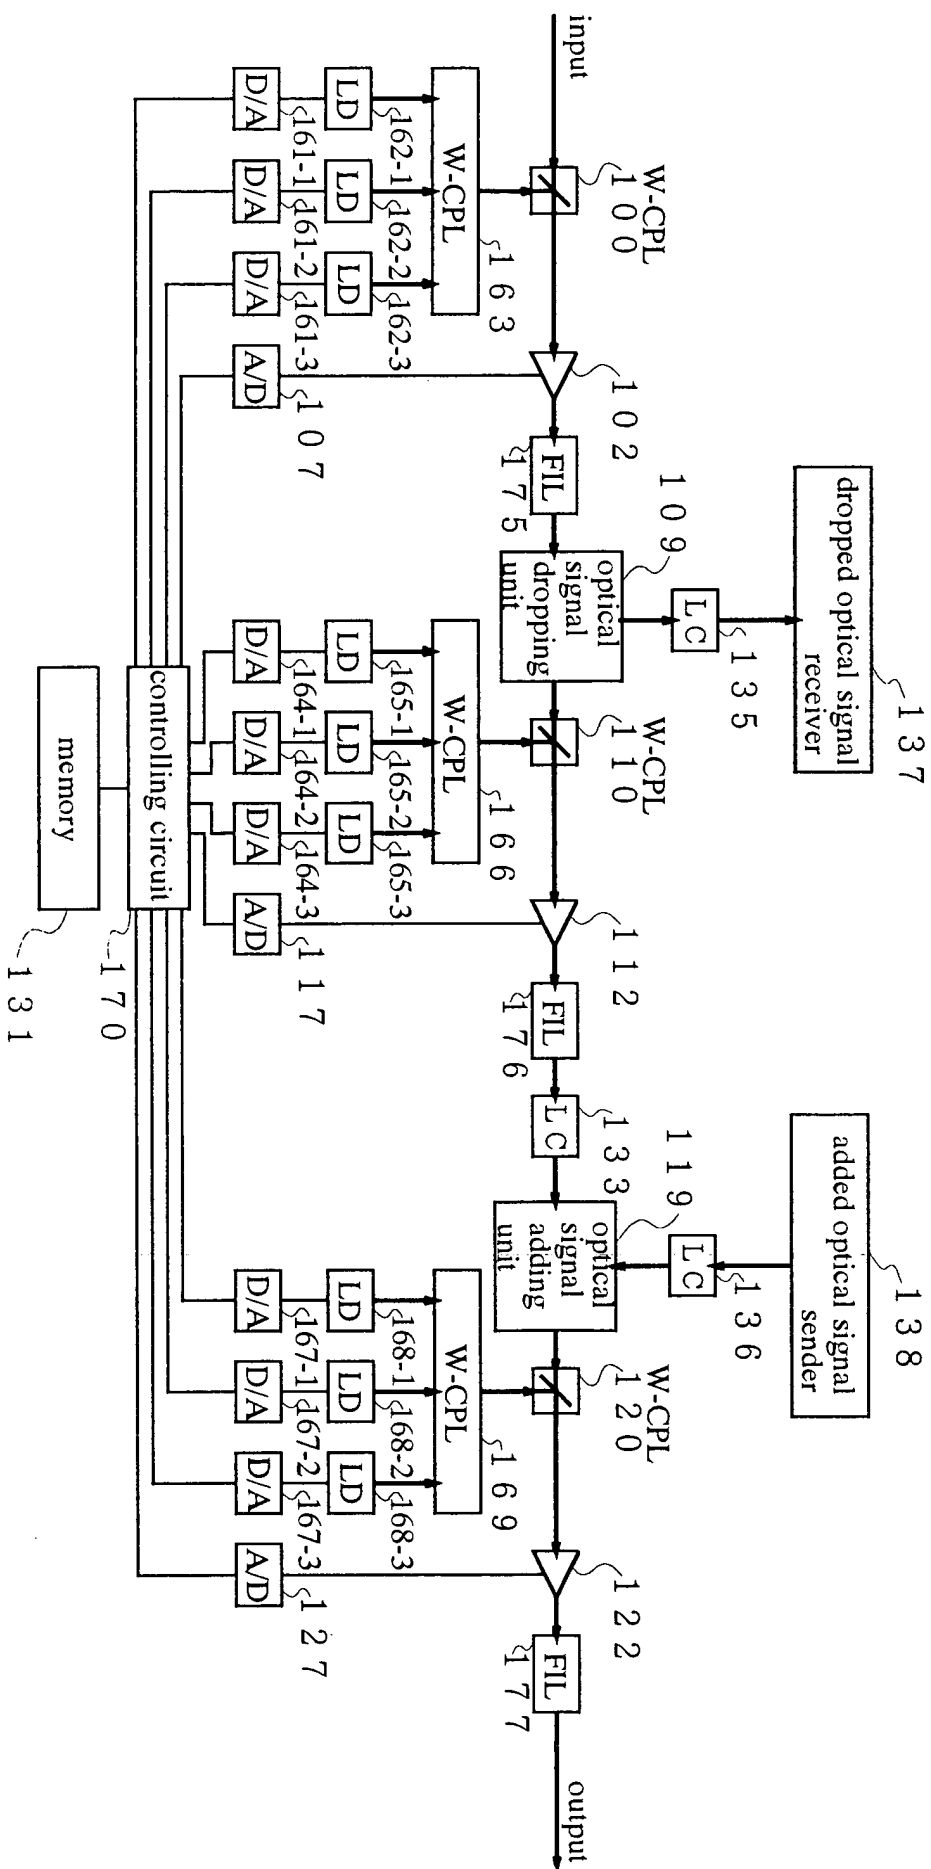 input
W-CPL
100
102
FIL
175
109
optical
signal
dropping
unit
LC
135
dropped optical signal
receiver
137
W-CPL
110
112
FIL
176
LC
133
119
optical
signal
adding
unit
LC
136
added optical signal
sender
138
W-CPL
120
122
FIL
177
output
W-CPL
163
LD
162-1
LD
162-2
LD
162-3
D/A
161-1
D/A
161-2
D/A
161-3
A/D
107
W-CPL
166
LD
165-1
LD
165-2
LD
165-3
D/A
164-1
D/A
164-2
D/A
164-3
A/D
117
W-CPL
169
LD
168-1
LD
168-2
LD
168-3
D/A
167-1
D/A
167-2
D/A
167-3
A/D
127
controlling circuit
170
memory
131